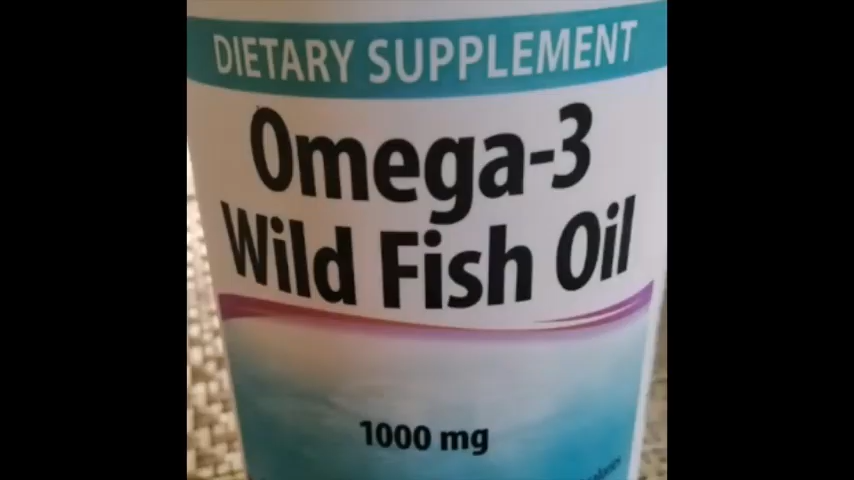 DIETARY SUPPLEMENT
Omega-3
Wild Fish Oil
1000 mg